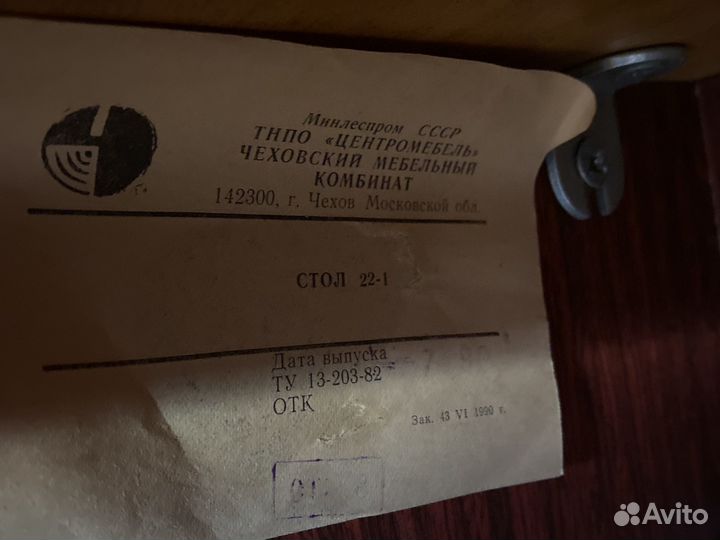 Минлеспром СССР
ТНПО «ЦЕНТРОМЕБЕЛЬ»
ЧЕХОВСКИЙ МЕБЕЛЬНЫЙ
КОМБИНАТ
142300, г. Чехов Московской обл.
СТОЛ 22-1
Дата выпуска
ТУ 13-203-82
ОТК
Зак. 43 VI 1990 г.
Avito